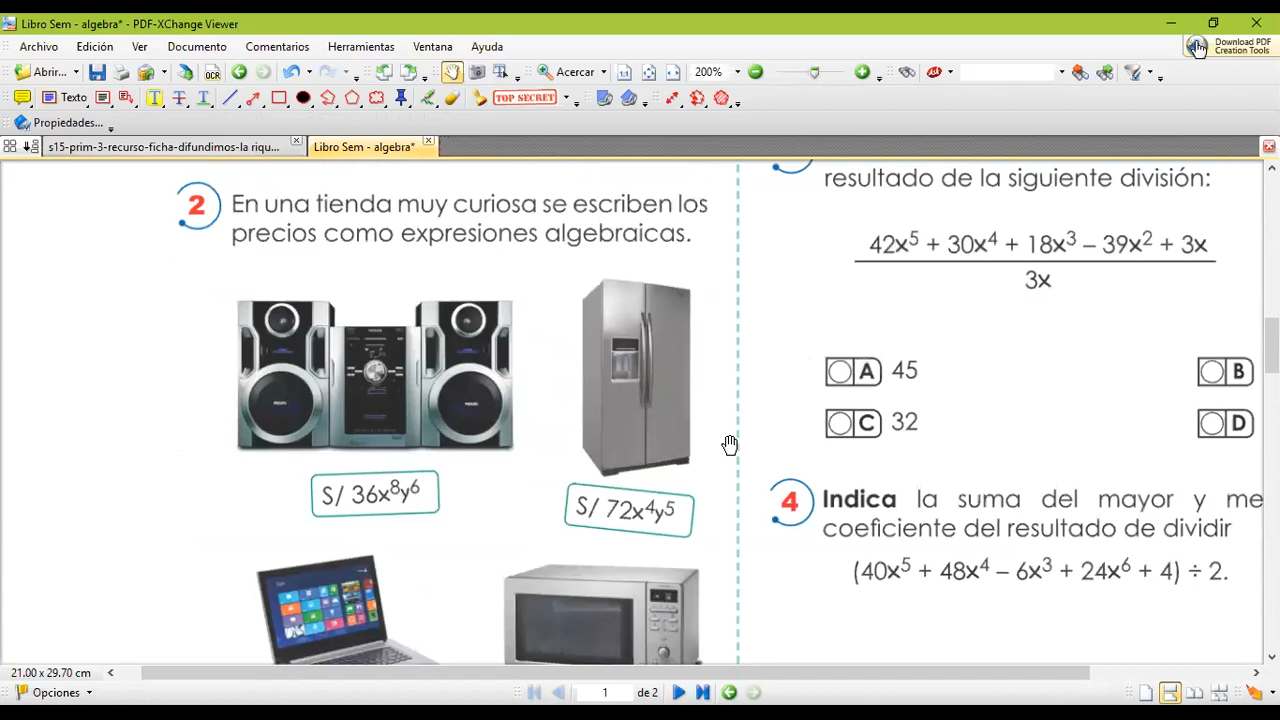 Libro Sem - algebra* - PDF-XChange Viewer
Archivo Edición Ver Documento Comentarios Herramientas Ventana Ayuda
Download PDF
Creation Tools
Abrir... OCR Acercar 200%
Texto TOP SECRET
Propiedades...
s15-prim-3-recurso-ficha-difundimos-la riqu... Libro Sem - algebra*
2 En una tienda muy curiosa se escriben los
precios como expresiones algebraicas.
S/ 36x⁸y⁶
S/ 72x⁴y⁵
resultado de la siguiente división:
42x⁵ + 30x⁴ + 18x³ – 39x² + 3x
3x
A 45
B
C 32
D
4 Indica la suma del mayor y me
coeficiente del resultado de dividir
(40x⁵ + 48x⁴ – 6x³ + 24x⁶ + 4) ÷ 2.
21.00 x 29.70 cm
Opciones 1 de 2